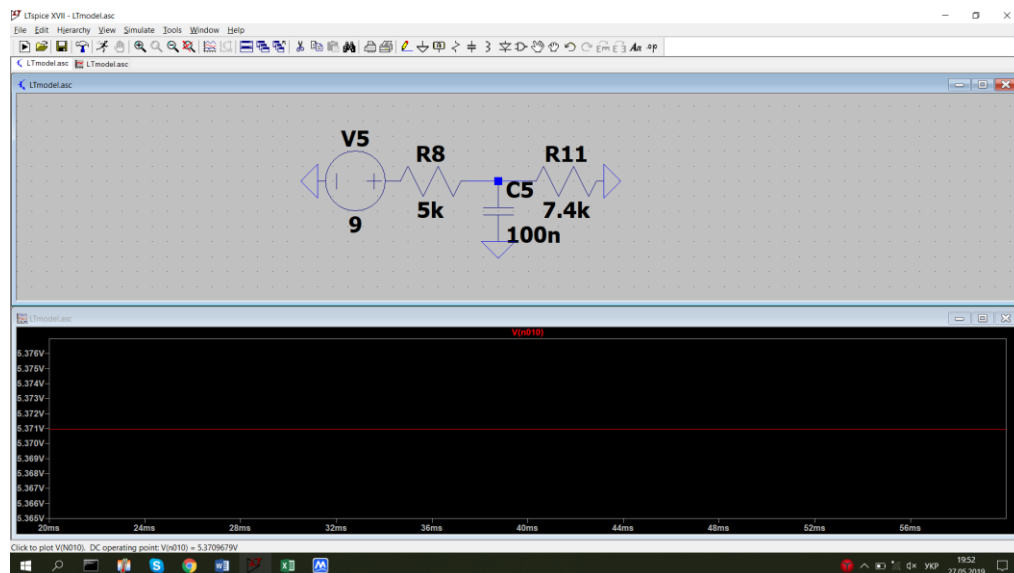 LTspice XVII - LTmodel.asc
File Edit Hierarchy View Simulate Tools Window Help
LTmodel.asc LTmodel.asc
LTmodel.asc
V5
R8
R11
C5
5k
7.4k
9
100n
LTmodel.asc
V(n010)
5.376V
5.375V
5.374V
5.373V
5.372V
5.371V
5.370V
5.369V
5.368V
5.367V
5.366V
5.365V
20ms 24ms 28ms 32ms 36ms 40ms 44ms 48ms 52ms 56ms
Click to plot V(N010). DC operating point: V(n010) = 5.3709679V
19:52
УКР
27.05.2019